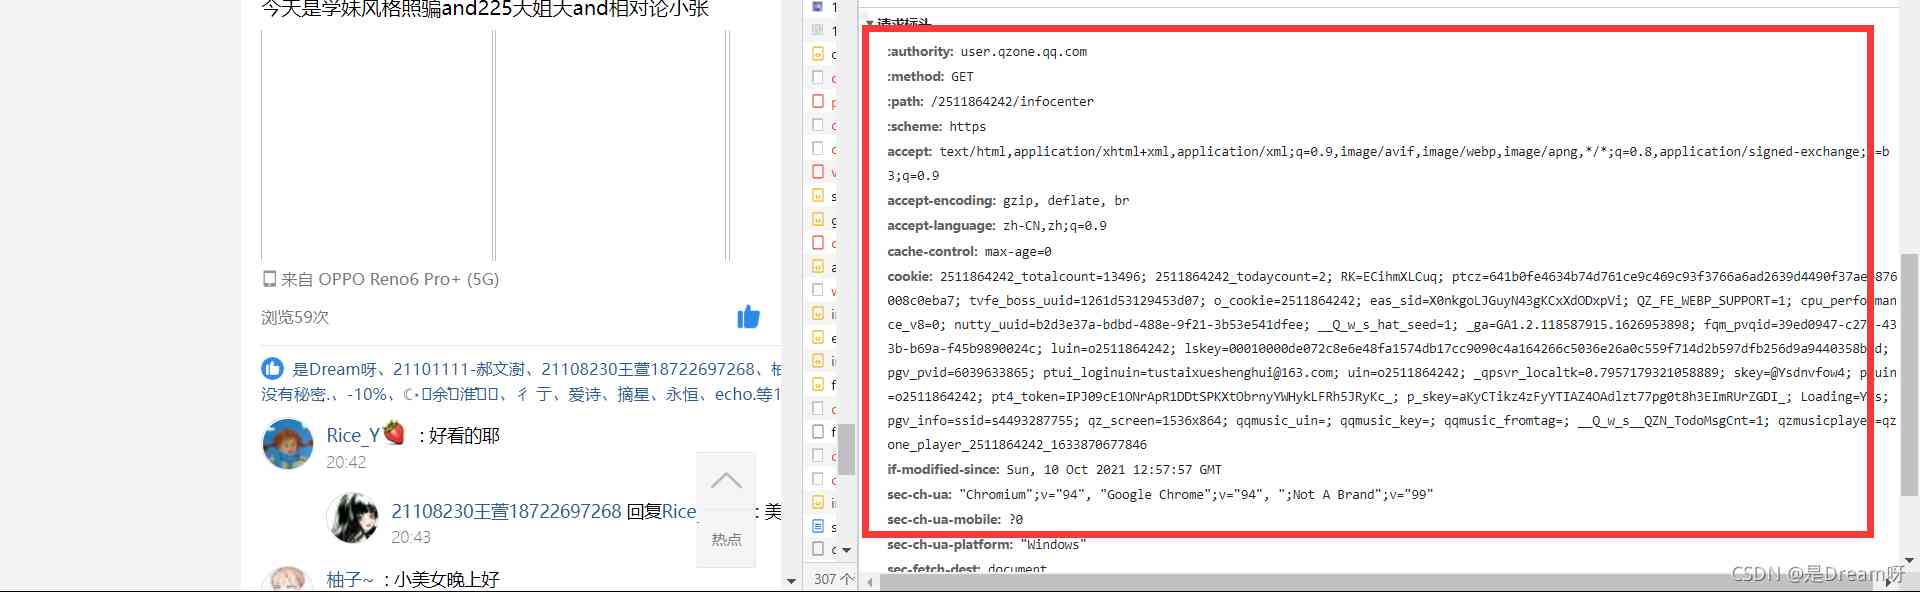 今天是学妹风格照骗and225大姐大and相对论小张
来自 OPPO Reno6 Pro+ (5G)
浏览59次
是Dream呀、21101111-郝文澍、21108230王萱18722697268、
没有秘密.、-10%、 、彳 亍、爱诗、摘星、永恒、echo.等1
Rice_Y🍓 : 好看的耶
20:42
21108230王萱18722697268 回复Rice_ : 美
20:43
热点
柚子~ : 小美女晚上好
307 个
请求标头
:authority: user.qzone.qq.com
:method: GET
:path: /2511864242/infocenter
:scheme: https
accept: text/html,application/xhtml+xml,application/xml;q=0.9,image/avif,image/webp,image/apng,*/*;q=0.8,application/signed-exchange; =b
3;q=0.9
accept-encoding: gzip, deflate, br
accept-language: zh-CN,zh;q=0.9
cache-control: max-age=0
cookie: 2511864242_totalcount=13496; 2511864242_todaycount=2; RK=ECihmXLCuq; ptcz=641b0fe4634b74d761ce9c469c93f3766a6ad2639d4490f37ae 876
008c0eba7; tvfe_boss_uuid=1261d53129453d07; o_cookie=2511864242; eas_sid=X0nkgoLJGuyN43gKCxXdODxpVi; QZ_FE_WEBP_SUPPORT=1; cpu_performan
ce_v8=0; nutty_uuid=b2d3e37a-bdbd-488e-9f21-3b53e541dfee; __Q_w_s_hat_seed=1; _ga=GA1.2.118587915.1626953898; fqm_pvqid=39ed0947-c27 -43
3b-b69a-f45b9890024c; luin=o2511864242; lskey=00010000de072c8e6e48fa1574db17cc9090c4a164266c5036e26a0c559f714d2b597dfb256d9a9440358b d;
pgv_pvid=6039633865; ptui_loginuin=tustaixueshenghui@163.com; uin=o2511864242; _qpsvr_localtk=0.7957179321058889; skey=@Ysdnvfow4; p_uin
=o2511864242; pt4_token=IPJ09cE1ONrApR1DDtSPKXtObrnyYWHykLFRh5JRyKc_; p_skey=aKyCTikz4zFyYTIAZ4OAdlzt77pg0t8h3EImRUrZGDI_; Loading=Yes;
pgv_info=ssid=s4493287755; qz_screen=1536x864; qqmusic_uin=; qqmusic_key=; qqmusic_fromtag=; __Q_w_s__QZN_TodoMsgCnt=1; qzmusicplayer=qz
one_player_2511864242_1633870677846
if-modified-since: Sun, 10 Oct 2021 12:57:57 GMT
sec-ch-ua: "Chromium";v="94", "Google Chrome";v="94", ";Not A Brand";v="99"
sec-ch-ua-mobile: ?0
sec-ch-ua-platform: "Windows"
sec-fetch-dest: document
CSDN @是Dream呀